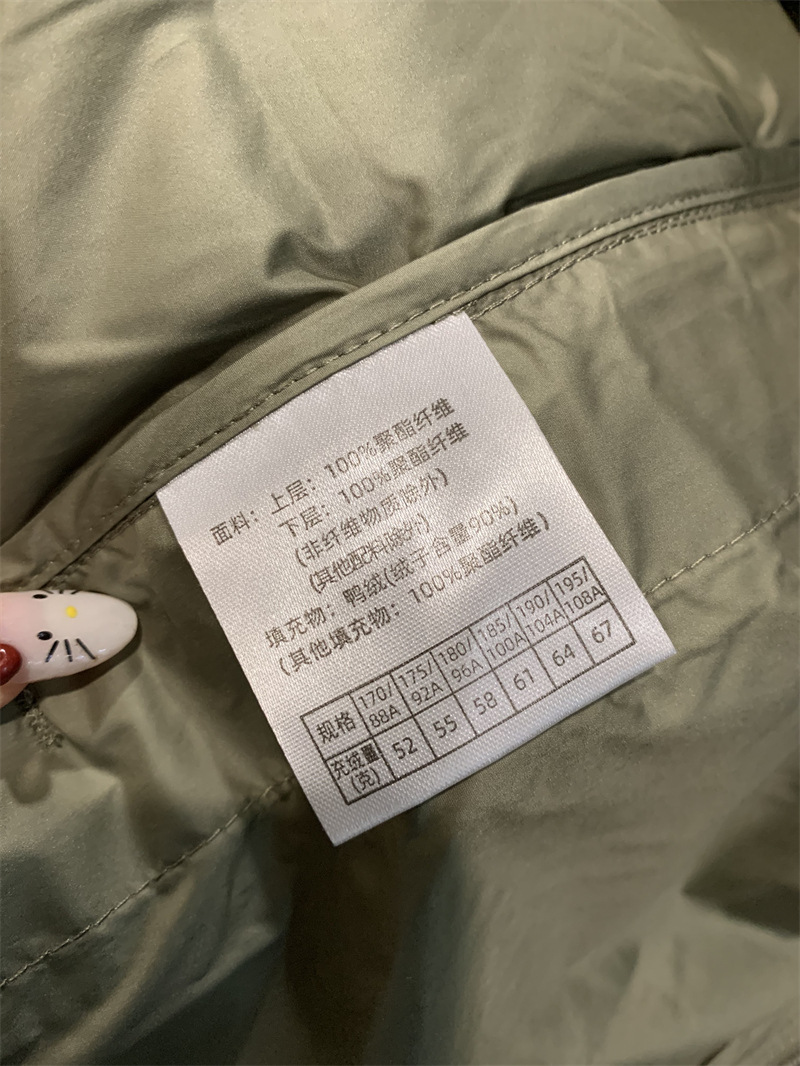 面料：上层：100%聚酯纤维
下层：100%聚酯纤维
(非纤维物质除外)
(其他配料除外)
填充物：鸭绒(绒子含量90%)
(其他填充物：100%聚酯纤维)
规格 170/88A 175/92A 180/96A 185/100A 190/104A 195/108A
充绒量(克) 52 55 58 61 64 67